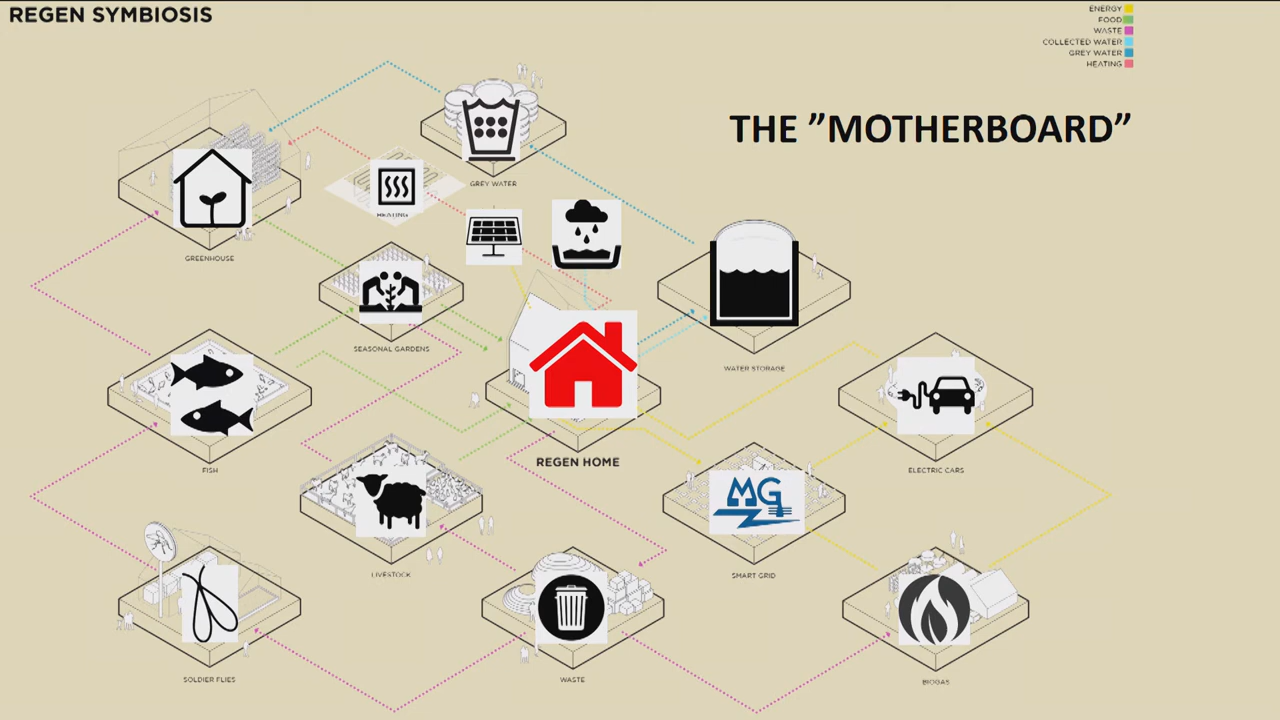 REGEN SYMBIOSIS
ENERGY
FOOD
WASTE
COLLECTED WATER
GREY WATER
HEATING
THE ”MOTHERBOARD”
GREY WATER
HEATING
GREENHOUSE
SEASONAL GARDENS
WATER STORAGE
FISH
REGEN HOME
ELECTRIC CARS
MG
LIVESTOCK
SMART GRID
SOLDIER FLIES
WASTE
BIOGAS